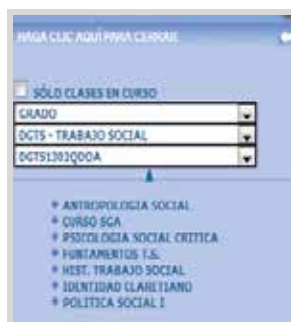 HAGA CLIC AQUÍ PARA CERRAR
SÓLO CLASES EN CURSO
GRADO
DGTS - TRABAJO SOCIAL
DGTS1301QDOA
ANTROPOLOGIA SOCIAL
CURSO SGA
PSICOLOGIA SOCIAL CRITICA
FUNTAMENTOS T.S.
HIST. TRABAJO SOCIAL
IDENTIDAD CLARETIANO
POLITICA SOCIAL I